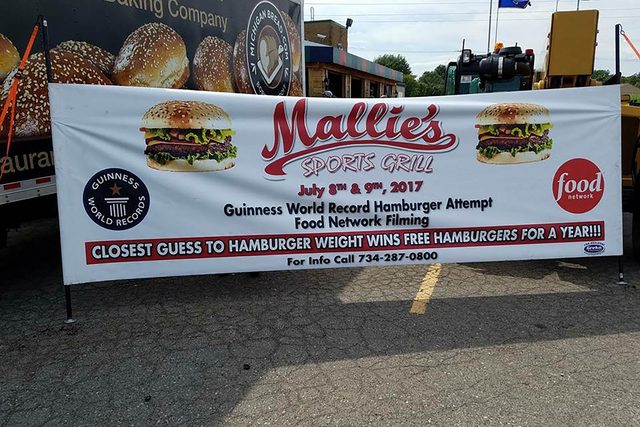 Baking Company
MICHIGAN BREAD
Mallie's
SPORTS GRILL
July 8TH & 9TH, 2017
GUINNESS
WORLD RECORDS
Guinness World Record Hamburger Attempt
Food Network Filming
food
network
CLOSEST GUESS TO HAMBURGER WEIGHT WINS FREE HAMBURGERS FOR A YEAR!!!
For Info Call 734-287-0800